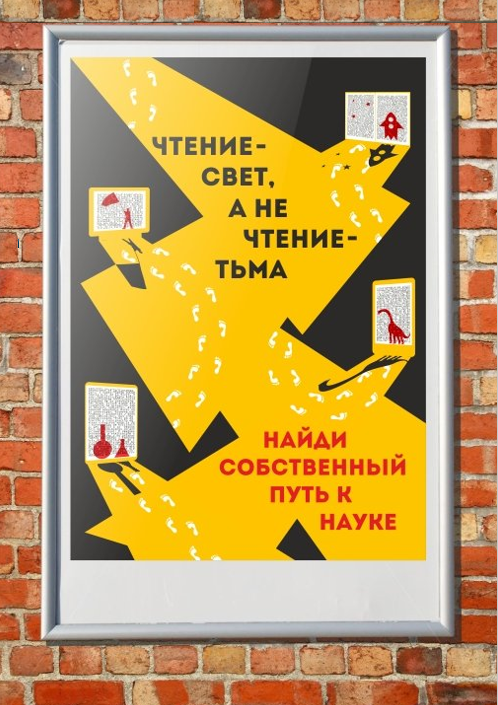 ЧТЕНИЕ-
СВЕТ,
А НЕ
ЧТЕНИЕ-
ТЬМА
НАЙДИ
СОБСТВЕННЫЙ
ПУТЬ К
НАУКЕ